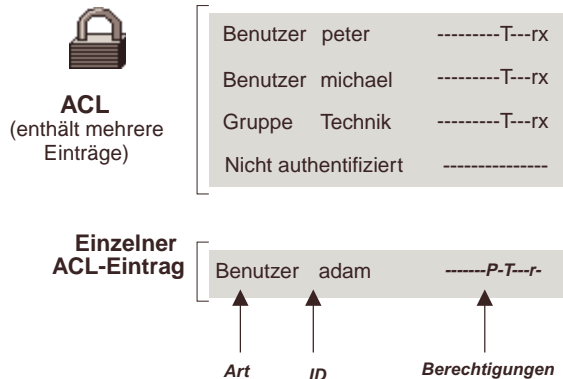 Benutzer peter ---------T---rx
Benutzer michael ---------T---rx
Gruppe Technik ---------T---rx
Nicht authentifiziert ---------------
ACL
(enthält mehrere
Einträge)
Einzelner
ACL-Eintrag
Benutzer adam -------P-T---r-
Art ID Berechtigungen